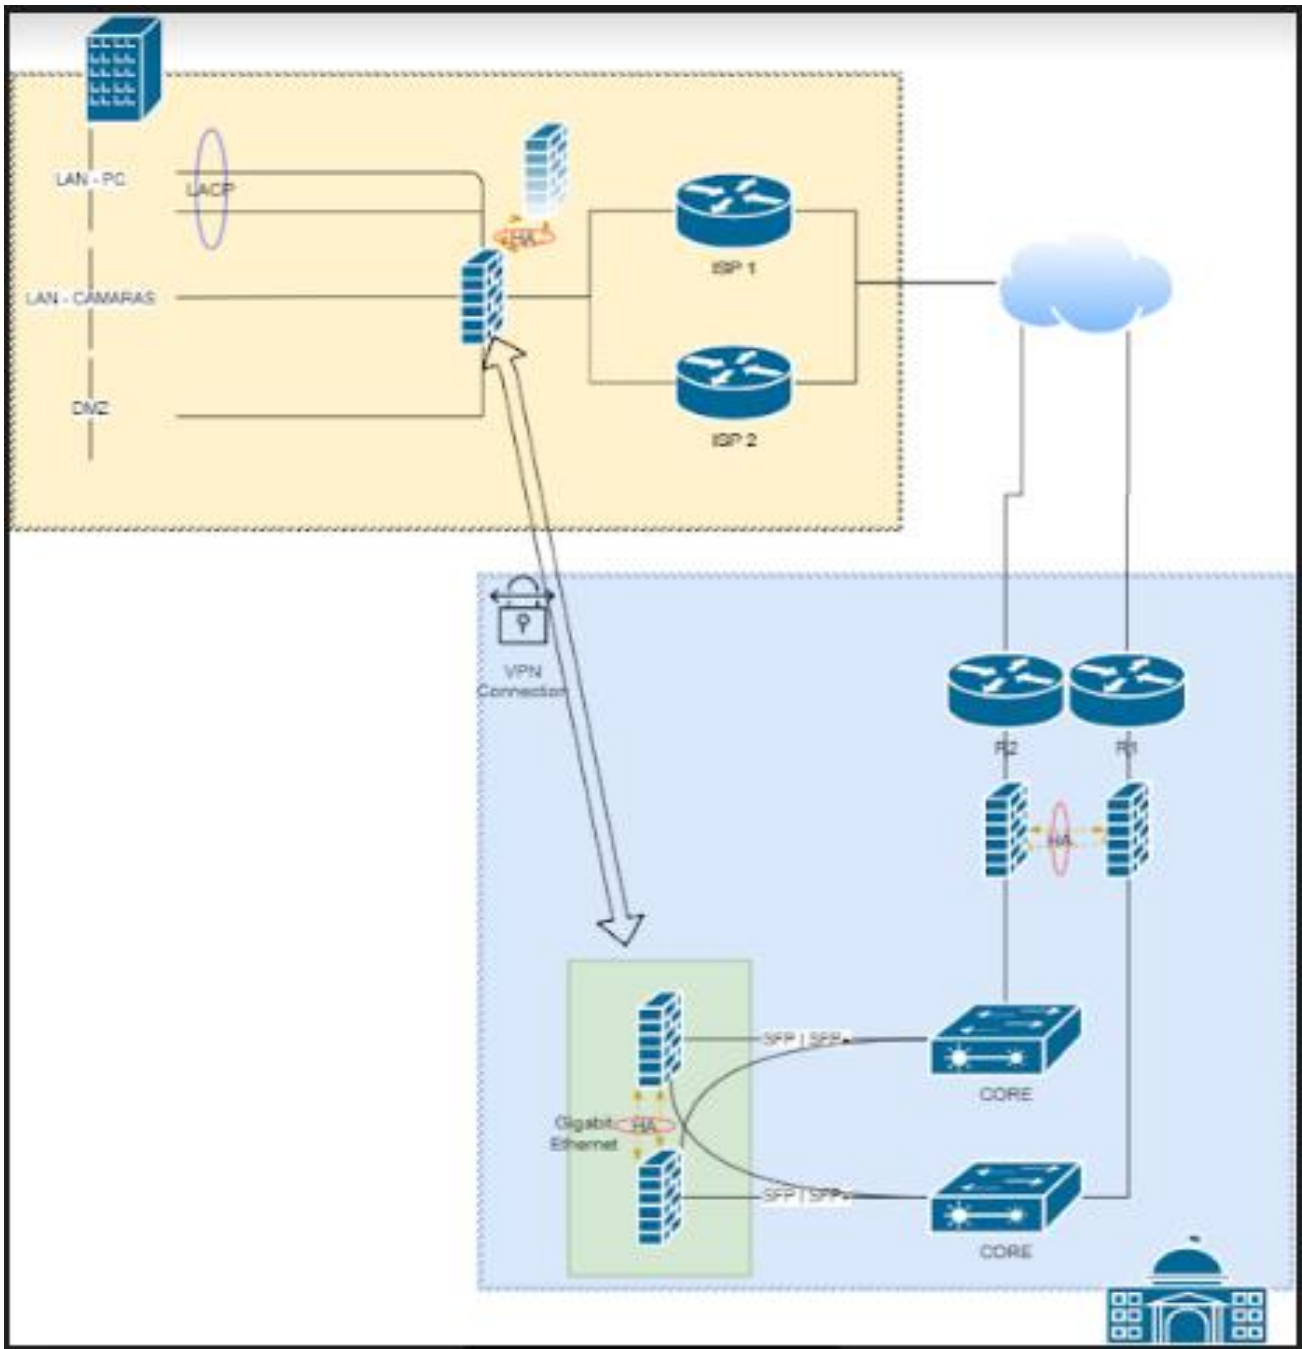 LAN - PC
LACP
HA
ISP 1
LAN - CAMARAS
DMZ
ISP 2
VPN
Connection
R2
R1
HA
SFP | SFP+
CORE
Gigabit
Ethernet
HA
SFP | SFP+
CORE